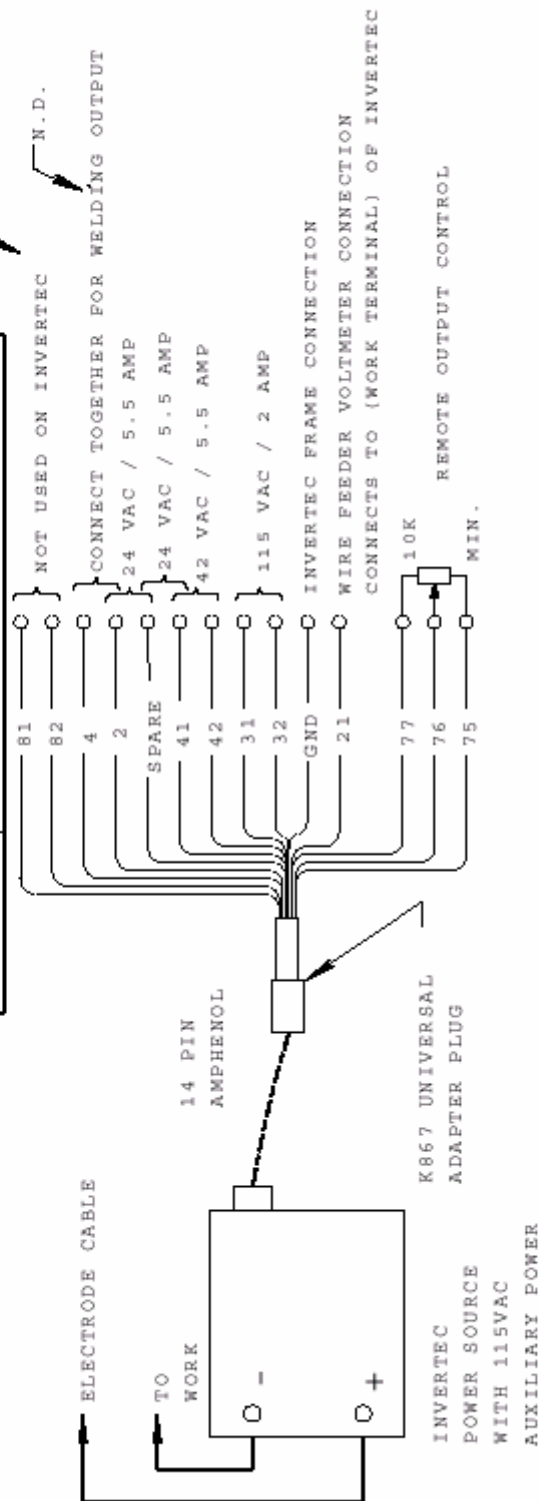 N.D.
81
82
NOT USED ON INVERTEC
4
CONNECT TOGETHER FOR WELDING OUTPUT
2
24 VAC / 5.5 AMP
SPARE
24 VAC / 5.5 AMP
41
42 VAC / 5.5 AMP
42
31
115 VAC / 2 AMP
32
GND
INVERTEC FRAME CONNECTION
21
WIRE FEEDER VOLTMETER CONNECTION
CONNECTS TO (WORK TERMINAL) OF INVERTEC
77
10K
76
REMOTE OUTPUT CONTROL
75
MIN.
14 PIN
AMPHENOL
K867 UNIVERSAL
ADAPTER PLUG
ELECTRODE CABLE
TO
WORK
-
+
INVERTEC
POWER SOURCE
WITH 115VAC
AUXILIARY POWER